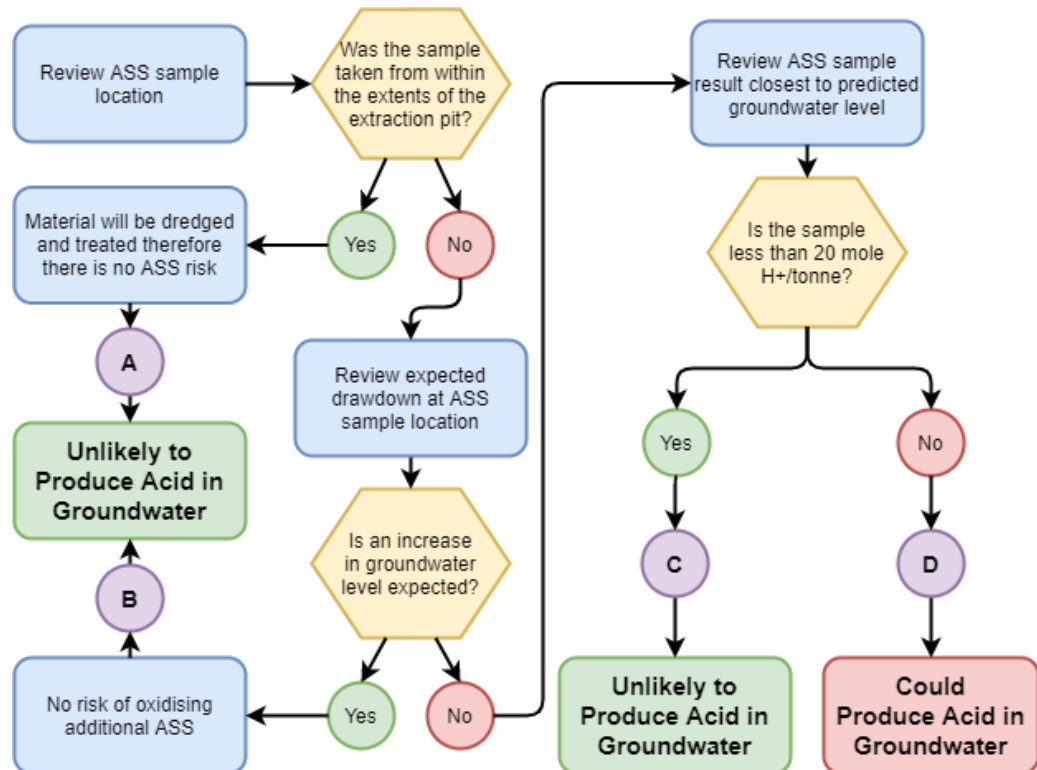 Review ASS sample
location
Was the sample
taken from within
the extents of the
extraction pit?
Yes
No
Material will be dredged
and treated therefore
there is no ASS risk
A
Unlikely to
Produce Acid in
Groundwater
Review expected
drawdown at ASS
sample location
Is an increase
in groundwater
level expected?
Yes
No
No risk of oxidising
additional ASS
B
Review ASS sample
result closest to predicted
groundwater level
Is the sample
less than 20 mole
H+/tonne?
Yes
No
C
D
Unlikely to
Produce Acid in
Groundwater
Could
Produce Acid in
Groundwater